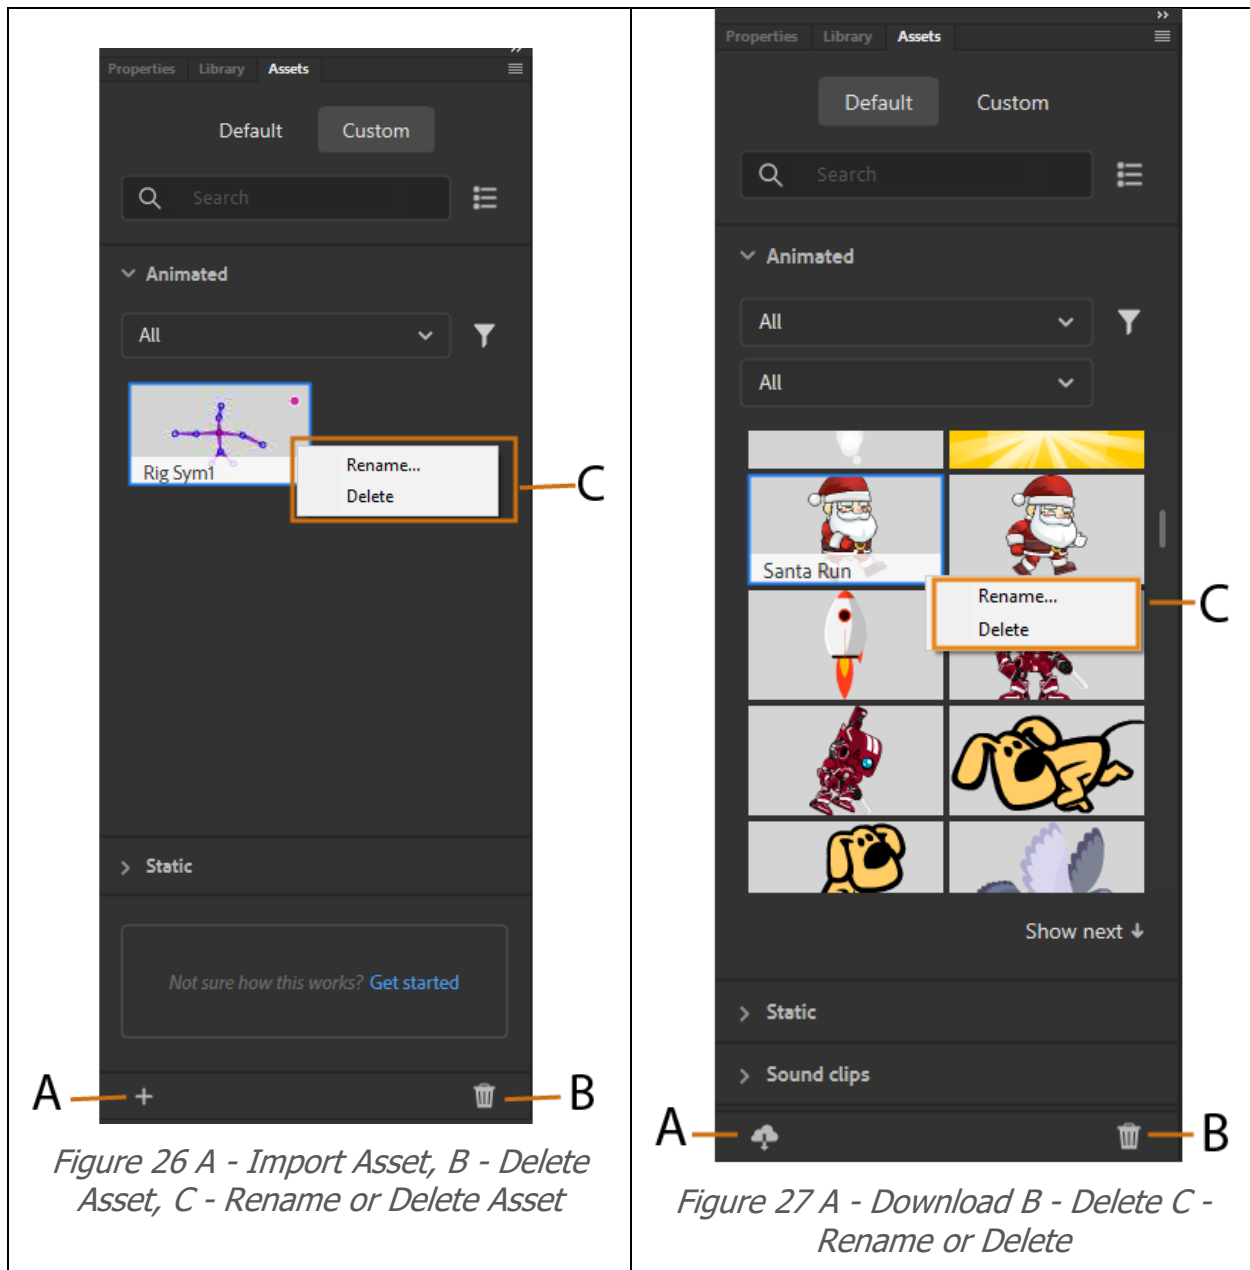 Properties Library Assets
Default Custom
Search
Animated
All
Rig Sym1
Rename...
Delete
C
Static
Not sure how this works? Get started
A
B
Figure 26 A - Import Asset, B - Delete
Asset, C - Rename or Delete Asset
Properties Library Assets
Default Custom
Search
Animated
All
All
Santa Run
Rename...
Delete
C
Show next
Static
Sound clips
A
B
Figure 27 A - Download B - Delete C -
Rename or Delete